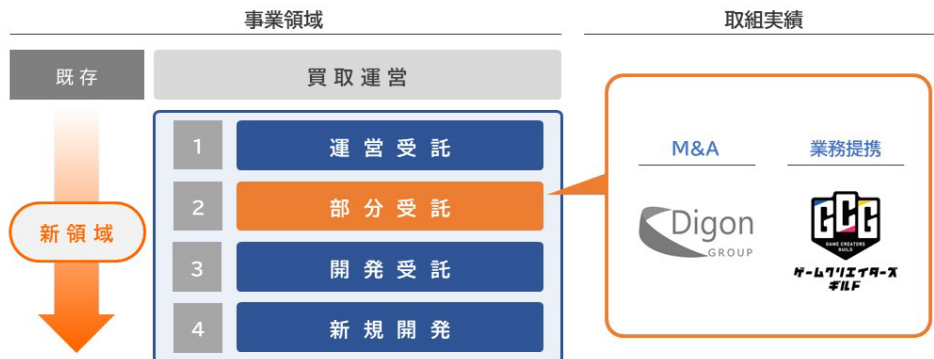 事業領域
取組実績
既存
買取運営
新領域
1
運営受託
2
部分受託
3
開発受託
4
新規開発
M&A
業務提携
Digon
GROUP
GCG
GAME CREATORS
GUILD
ゲームクリエイターズ
ギルド